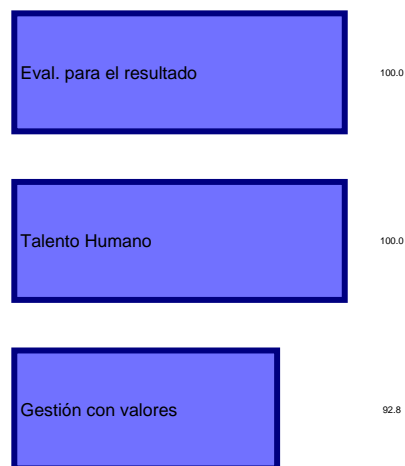 Eval. para el resultado 100.0
Talento Humano 100.0
Gestión con valores 92.8